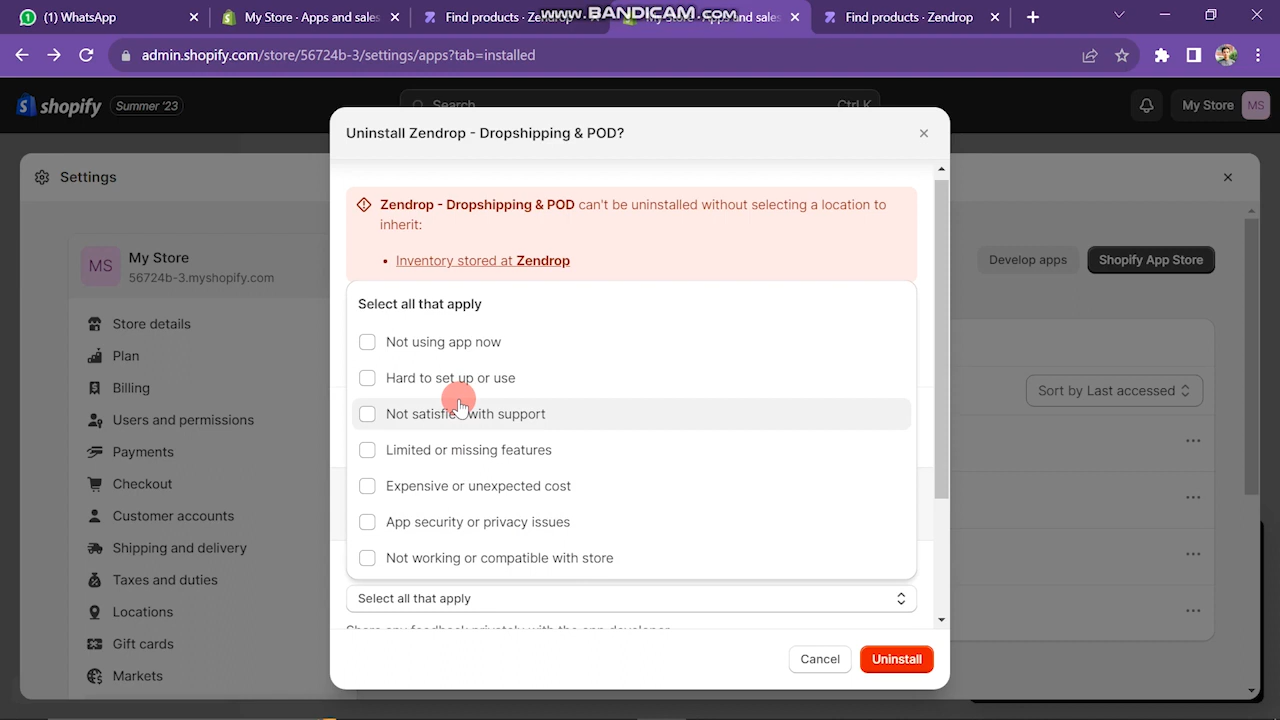 (1) WhatsApp
My Store - Apps and sales
Find products - Zendrop
www.BANDICAM.com
My Store - Apps and sales
Find products - Zendrop
admin.shopify.com/store/56724b-3/settings/apps?tab=installed
shopify
Summer '23
Search
Ctrl K
My Store
MS
Uninstall Zendrop - Dropshipping & POD?
Settings
Zendrop - Dropshipping & POD can't be uninstalled without selecting a location to
inherit:
• Inventory stored at Zendrop
MS
My Store
56724b-3.myshopify.com
Develop apps
Shopify App Store
Select all that apply
Store details
Not using app now
Plan
Hard to set up or use
Billing
Sort by Last accessed
Users and permissions
Not satisfied with support
Payments
Limited or missing features
Checkout
Expensive or unexpected cost
Customer accounts
App security or privacy issues
Shipping and delivery
Not working or compatible with store
Taxes and duties
Select all that apply
Locations
Share any feedback privately with the app developer
Gift cards
Markets
Cancel
Uninstall